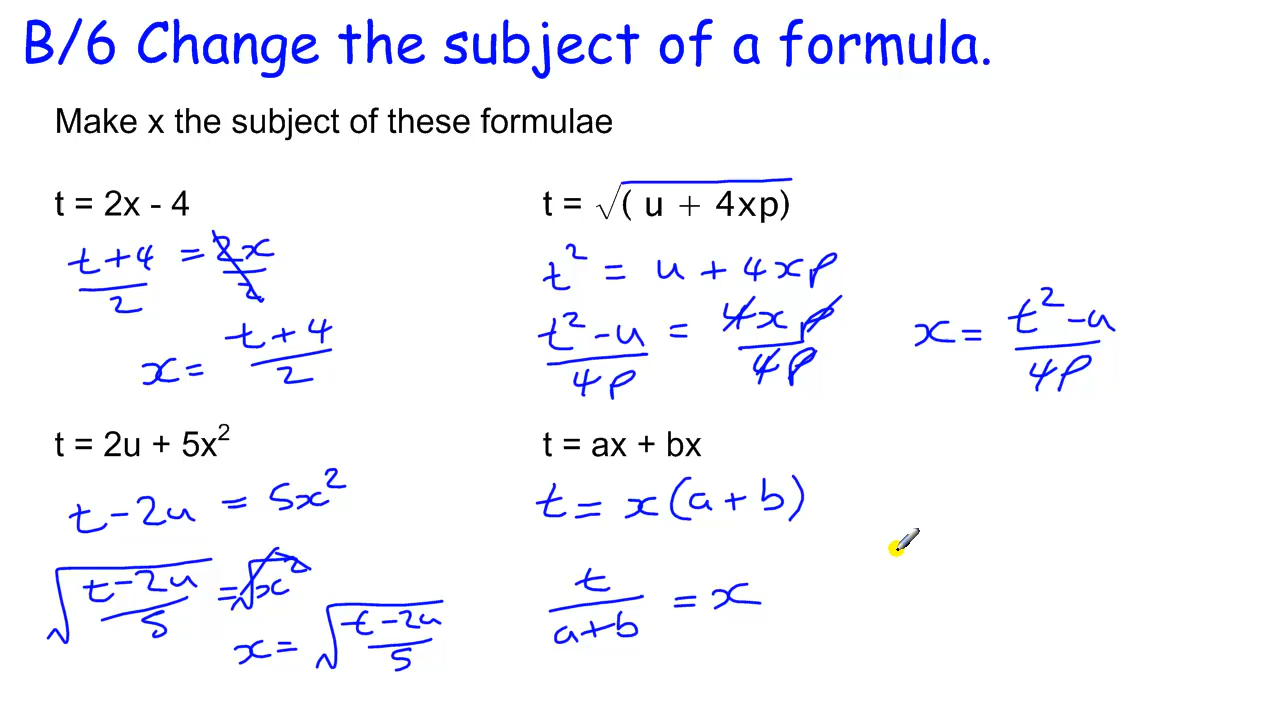 B/6 Change the subject of a formula.
Make x the subject of these formulae
t = 2x - 4
t + 4 = 2x
2 2
x = t + 4
2
t = √( u + 4xp)
t² = u + 4xp
t² - u = 4xp
4p 4p
x = t² - u
4p
t = 2u + 5x²
t - 2u = 5x²
√t - 2u = √x²
5
x = √t - 2u
5
t = ax + bx
t = x(a + b)
t = x
a+b